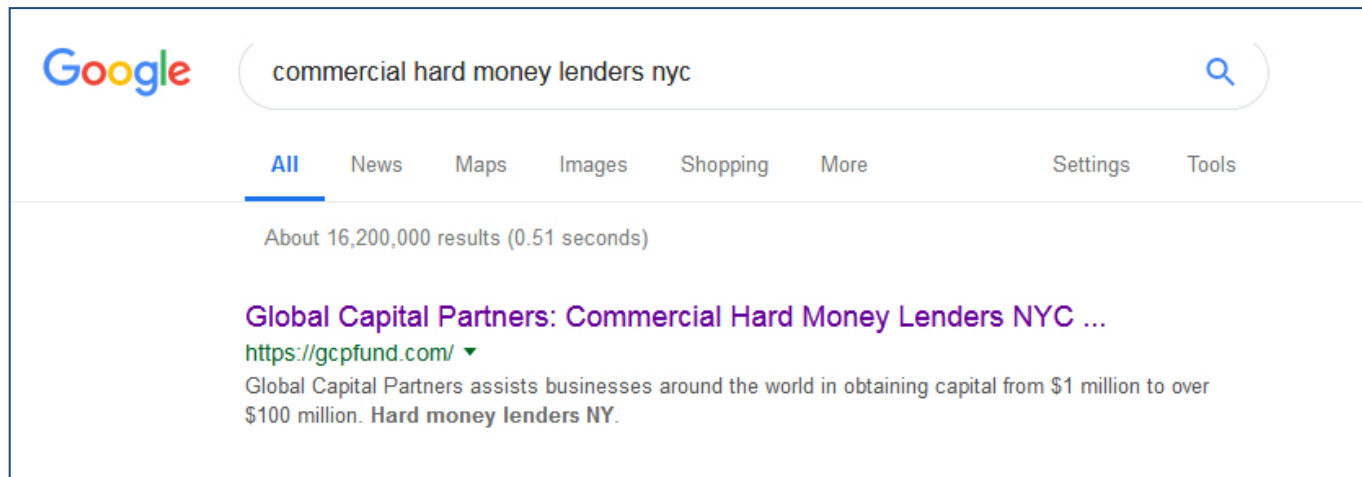 Google
commercial hard money lenders nyc
All News Maps Images Shopping More Settings Tools
About 16,200,000 results (0.51 seconds)
Global Capital Partners: Commercial Hard Money Lenders NYC ...
https://gcpfund.com/
Global Capital Partners assists businesses around the world in obtaining capital from $1 million to over
$100 million. Hard money lenders NY.